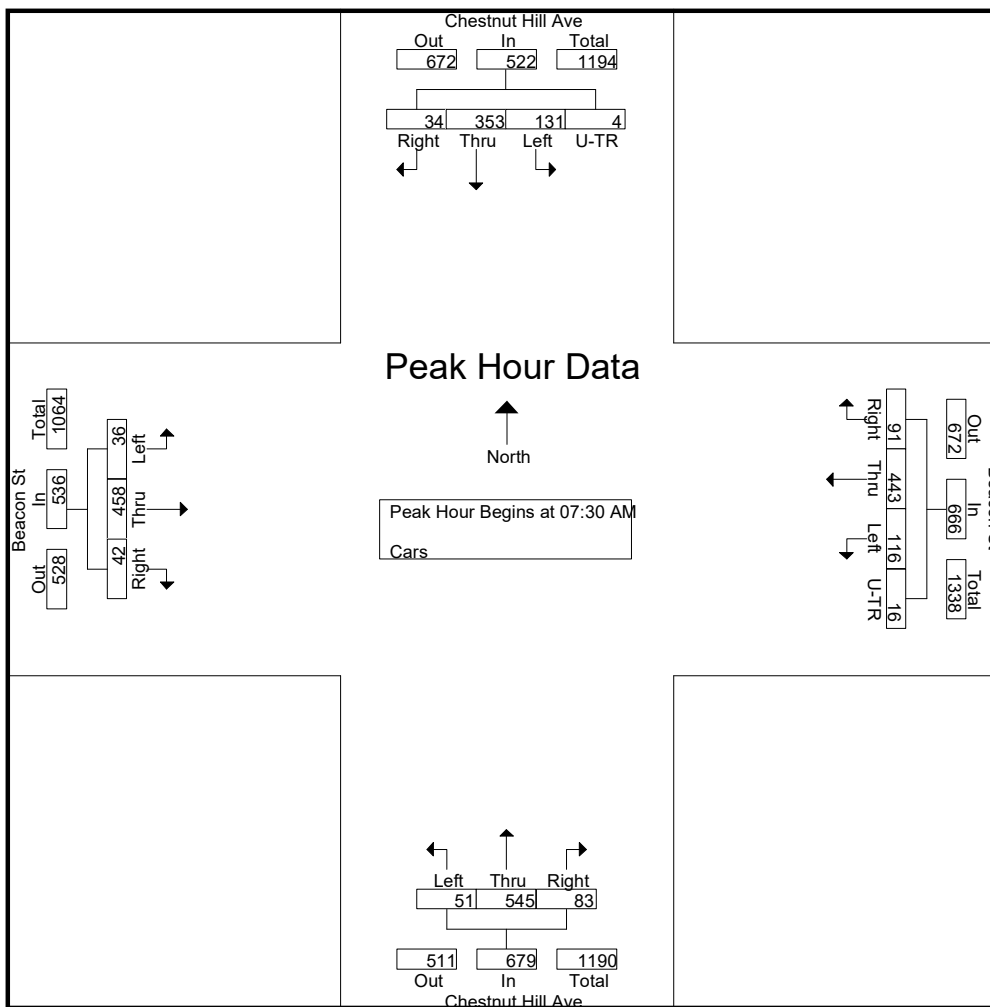 Chestnut Hill Ave
Out In Total
672 522 1194
34 353 131 4
Right Thru Left U-TR
Peak Hour Data
North
Peak Hour Begins at 07:30 AM
Cars
Beacon St
Total In Out
1064 536 528
36 458 42
Left Thru Right
Right Thru Left U-TR
91 443 116 16
Out In Total
672 666 1338
Left Thru Right
51 545 83
511 679 1190
Out In Total
Chestnut Hill Ave